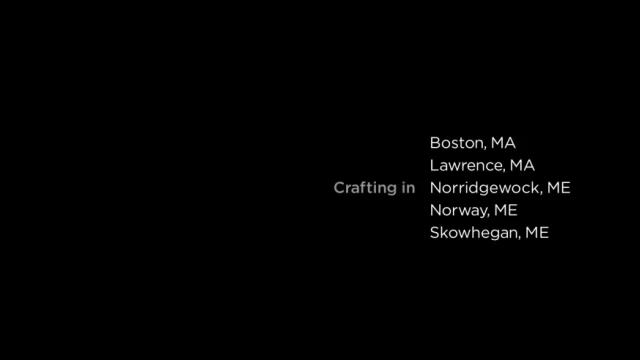 Boston, MA
Lawrence, MA
Crafting in Norridgewock, ME
Norway, ME
Skowhegan, ME